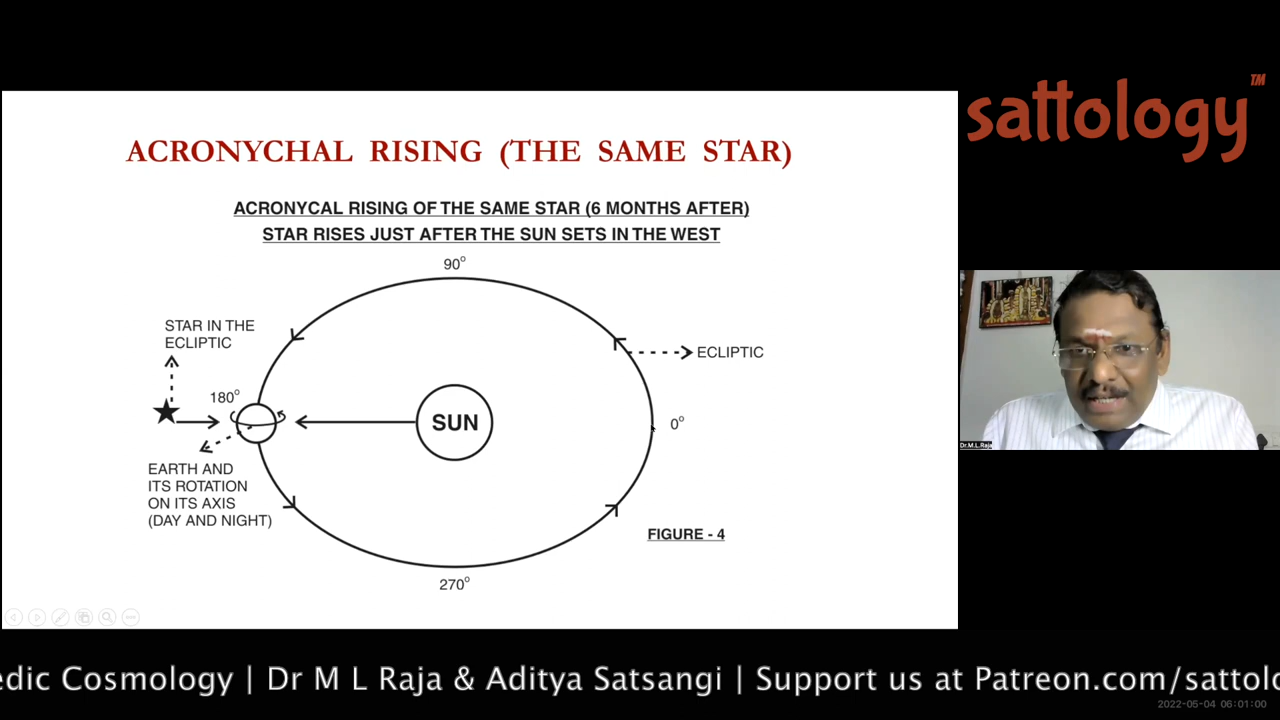 sattology™
ACRONYCHAL RISING (THE SAME STAR)
ACRONYCAL RISING OF THE SAME STAR (6 MONTHS AFTER)
STAR RISES JUST AFTER THE SUN SETS IN THE WEST
90°
STAR IN THE
ECLIPTIC
ECLIPTIC
180°
SUN
0°
EARTH AND
ITS ROTATION
ON ITS AXIS
(DAY AND NIGHT)
FIGURE - 4
270°
Dr.M.L.Raja
edic Cosmology | Dr M L Raja & Aditya Satsangi | Support us at Patreon.com/sattolo
2022-05-04 06:01:00